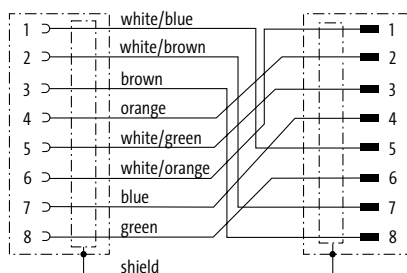 1 white/blue 1
2 white/brown 2
3 brown 3
4 orange 4
5 white/green 5
6 white/orange 6
7 blue 7
8 green 8
shield